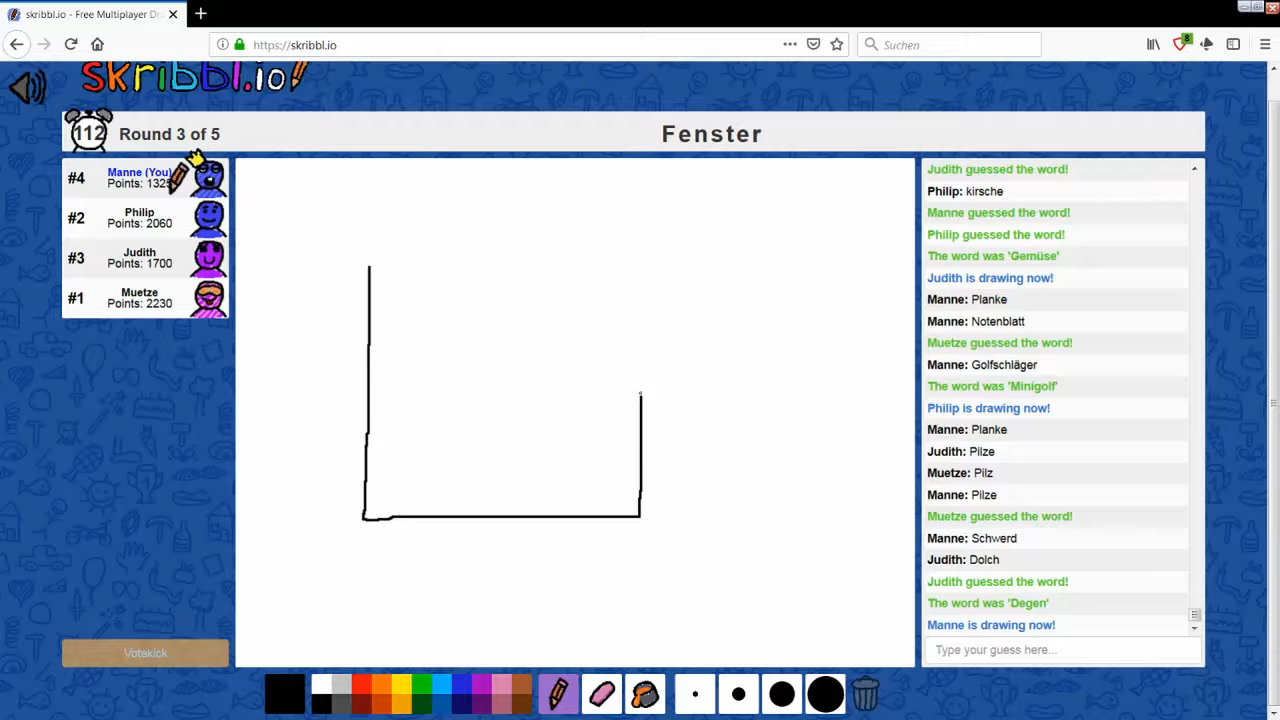 skribbl.io - Free Multiplayer Dr
https://skribbl.io
Suchen
8
skribbl.io!
112
Round 3 of 5
Fenster
#4
Manne (You)
Points: 1325
#2
Philip
Points: 2060
#3
Judith
Points: 1700
#1
Muetze
Points: 2230
Votekick
Judith guessed the word!
Philip: kirsche
Manne guessed the word!
Philip guessed the word!
The word was 'Gemüse'
Judith is drawing now!
Manne: Planke
Manne: Notenblatt
Muetze guessed the word!
Manne: Golfschläger
The word was 'Minigolf'
Philip is drawing now!
Manne: Planke
Judith: Pilze
Muetze: Pilz
Manne: Pilze
Muetze guessed the word!
Manne: Schwerd
Judith: Dolch
Judith guessed the word!
The word was 'Degen'
Manne is drawing now!
Type your guess here...